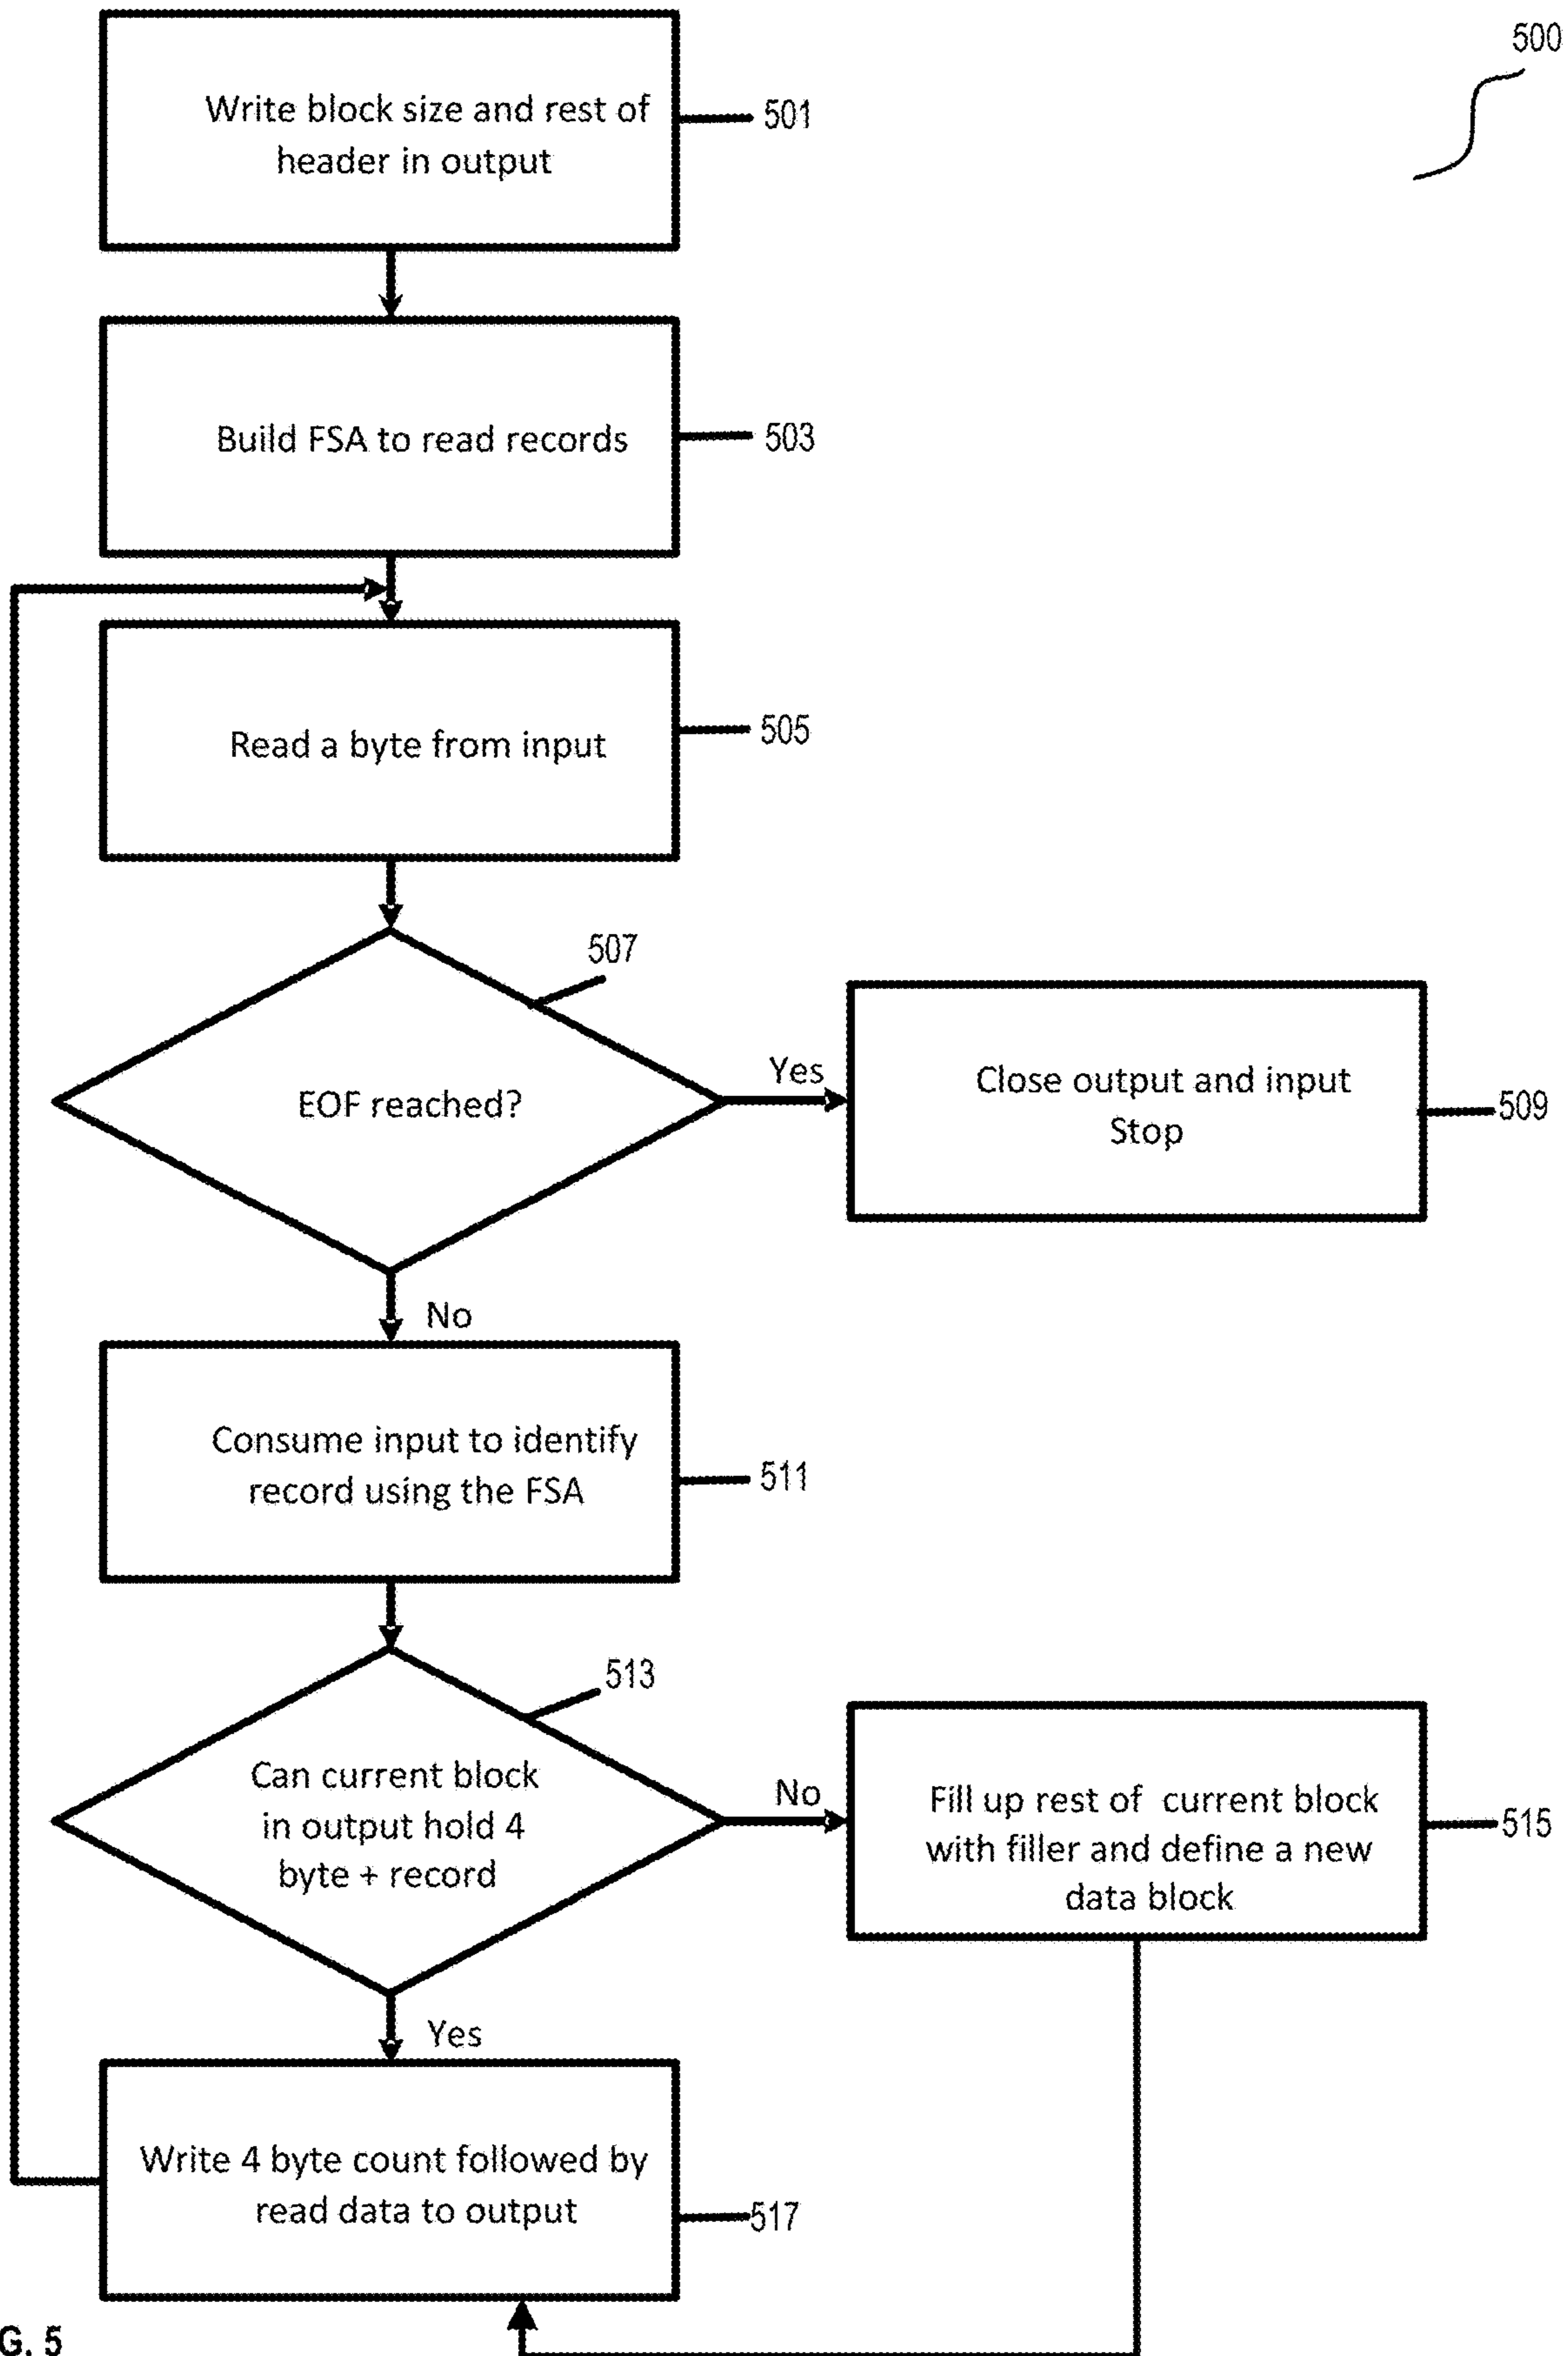 500
Write block size and rest of
header in output
501
Build FSA to read records
503
Read a byte from input
505
507
EOF reached?
Yes
Close output and input
Stop
509
No
Consume input to identify
record using the FSA
511
513
Can current block
in output hold 4
byte + record
No
Fill up rest of current block
with filler and define a new
data block
515
Yes
Write 4 byte count followed by
read data to output
517
G. 5